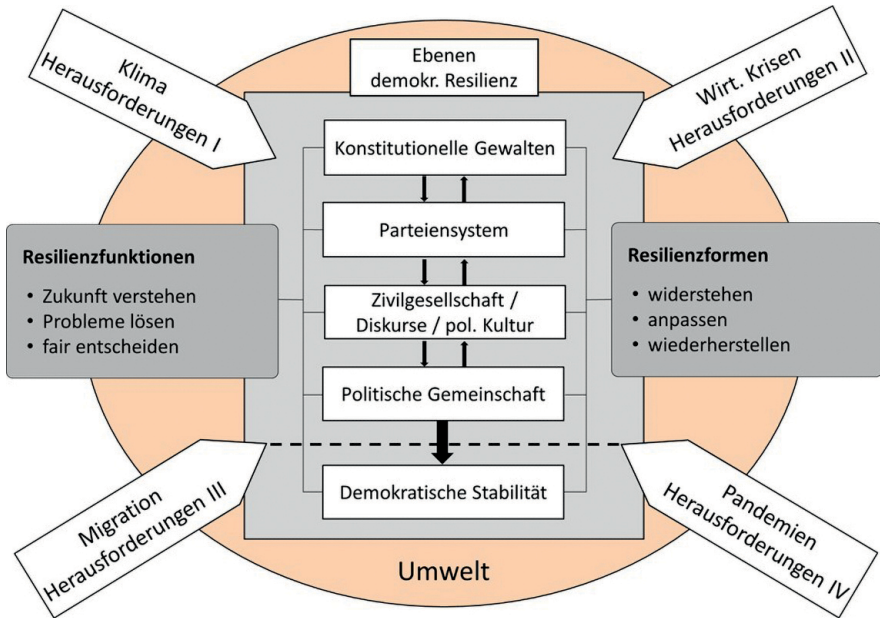 Klima
Herausforderungen I
Ebenen
demokr. Resilienz
Wirt. Krisen
Herausforderungen II
Konstitutionelle Gewalten
Parteiensystem
Zivilgesellschaft /
Diskurse / pol. Kultur
Politische Gemeinschaft
Demokratische Stabilität
Resilienzfunktionen
• Zukunft verstehen
• Probleme lösen
• fair entscheiden
Resilienzformen
• widerstehen
• anpassen
• wiederherstellen
Migration
Herausforderungen III
Pandemien
Herausforderungen IV
Umwelt